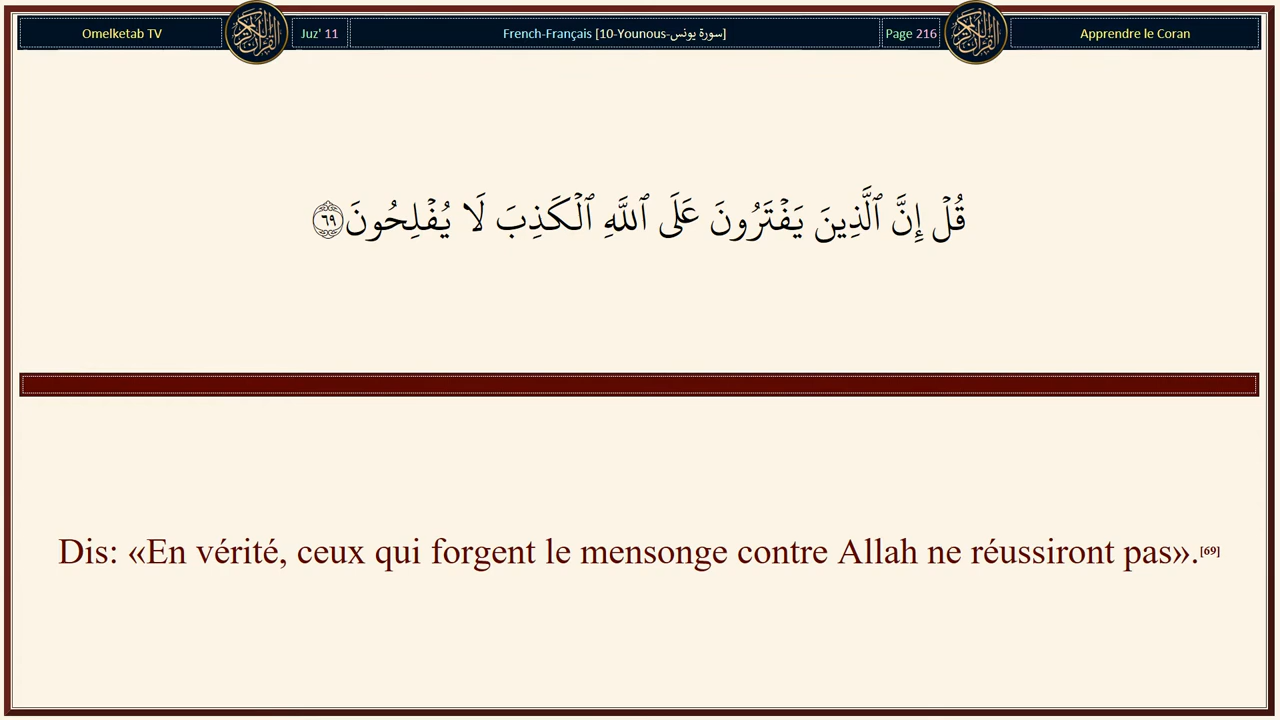 Omelketab TV
Juz' 11
French-Français [10-Younous-سورة يونس]
Page 216
Apprendre le Coran
قُلۡ إِنَّ ٱلَّذِينَ يَفۡتَرُونَ عَلَى ٱللَّهِ ٱلۡكَذِبَ لَا يُفۡلِحُونَ ٦٩
Dis: «En vérité, ceux qui forgent le mensonge contre Allah ne réussiront pas».[69]